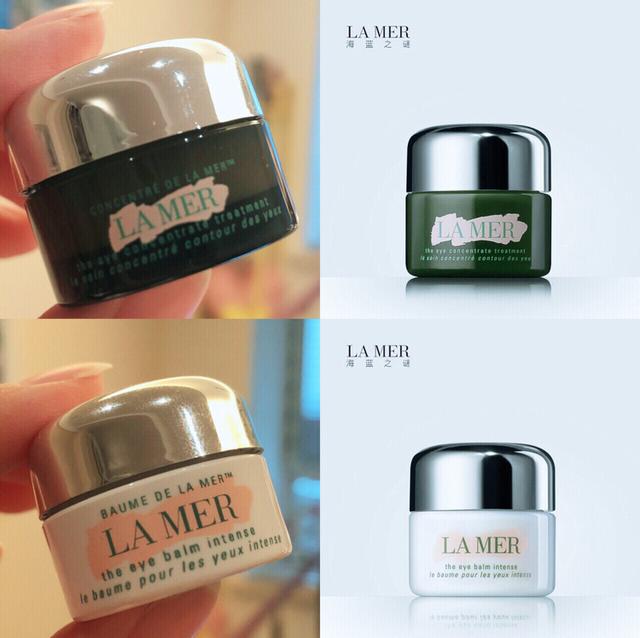 CONCENTRÉ DE LA MER™
LA MER
the eye concentrate treatment
le soin concentré contour des yeux
LA MER
海蓝之谜
LA MER
the eye concentrate treatment
le soin concentré contour des yeux
BAUME DE LA MER™
LA MER
the eye balm intense
le baume pour les yeux intense
LA MER
海蓝之谜
LA MER
the eye balm intense
le baume pour les yeux intense